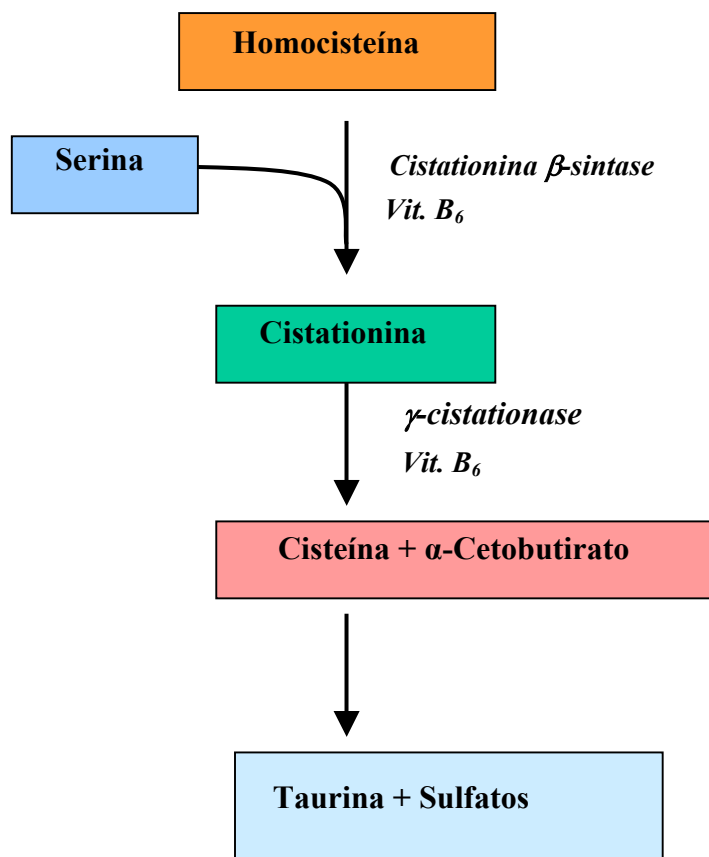 Homocisteína
Serina
Cistationina β-sintase
Vit. B₆
Cistationina
γ-cistationase
Vit. B₆
Cisteína + α-Cetobutirato
Taurina + Sulfatos